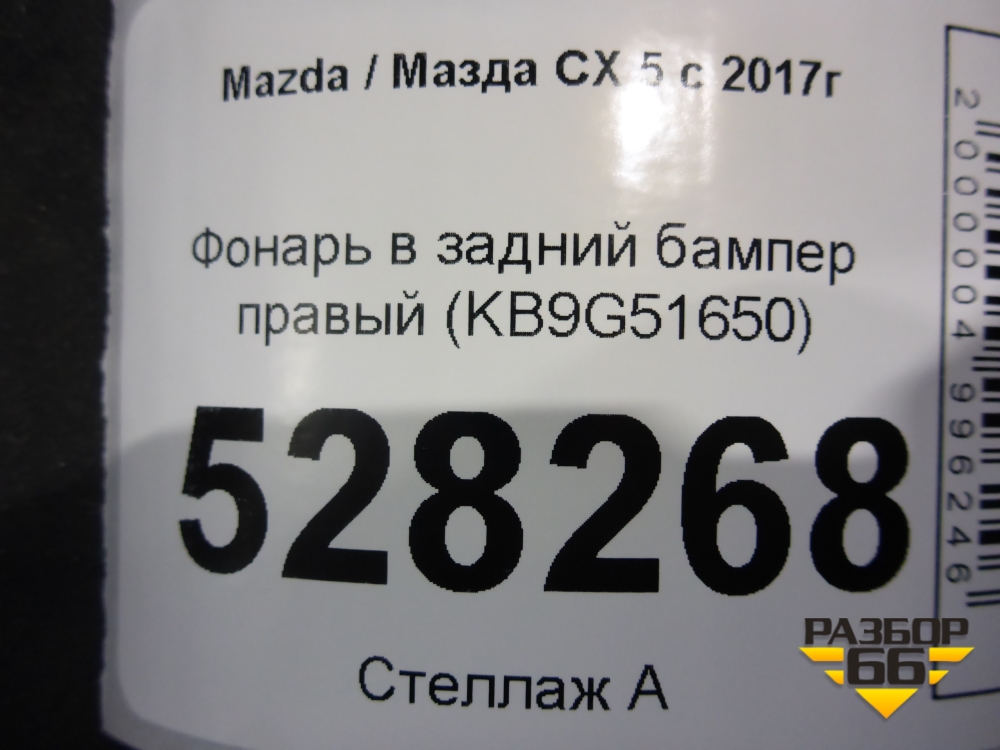 Mazda / Мазда CX 5 с 2017г
Фонарь в задний бампер
правый (KB9G51650)
528268
Стеллаж А
2000004996246
РАЗБОР
66